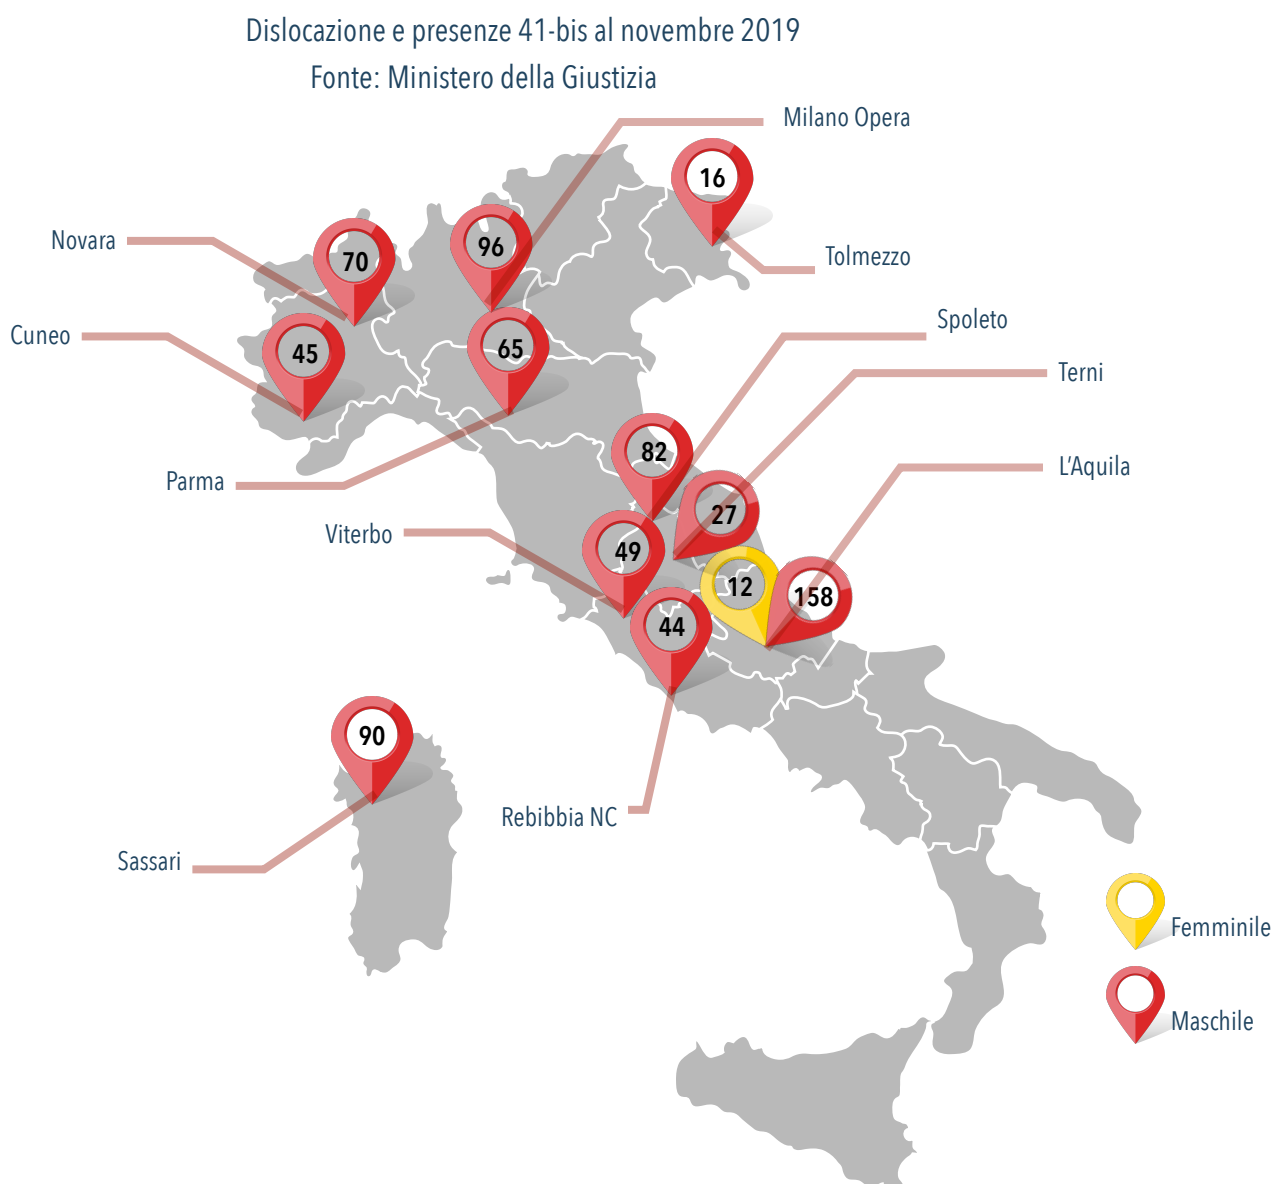 Dislocazione e presenze 41-bis al novembre 2019
Fonte: Ministero della Giustizia
Milano Opera
16
Novara
70
96
Tolmezzo
Cuneo
45
65
Spoleto
Terni
82
L'Aquila
Parma
27
Viterbo
49
12
158
44
90
Rebibbia NC
Sassari
Femminile
Maschile